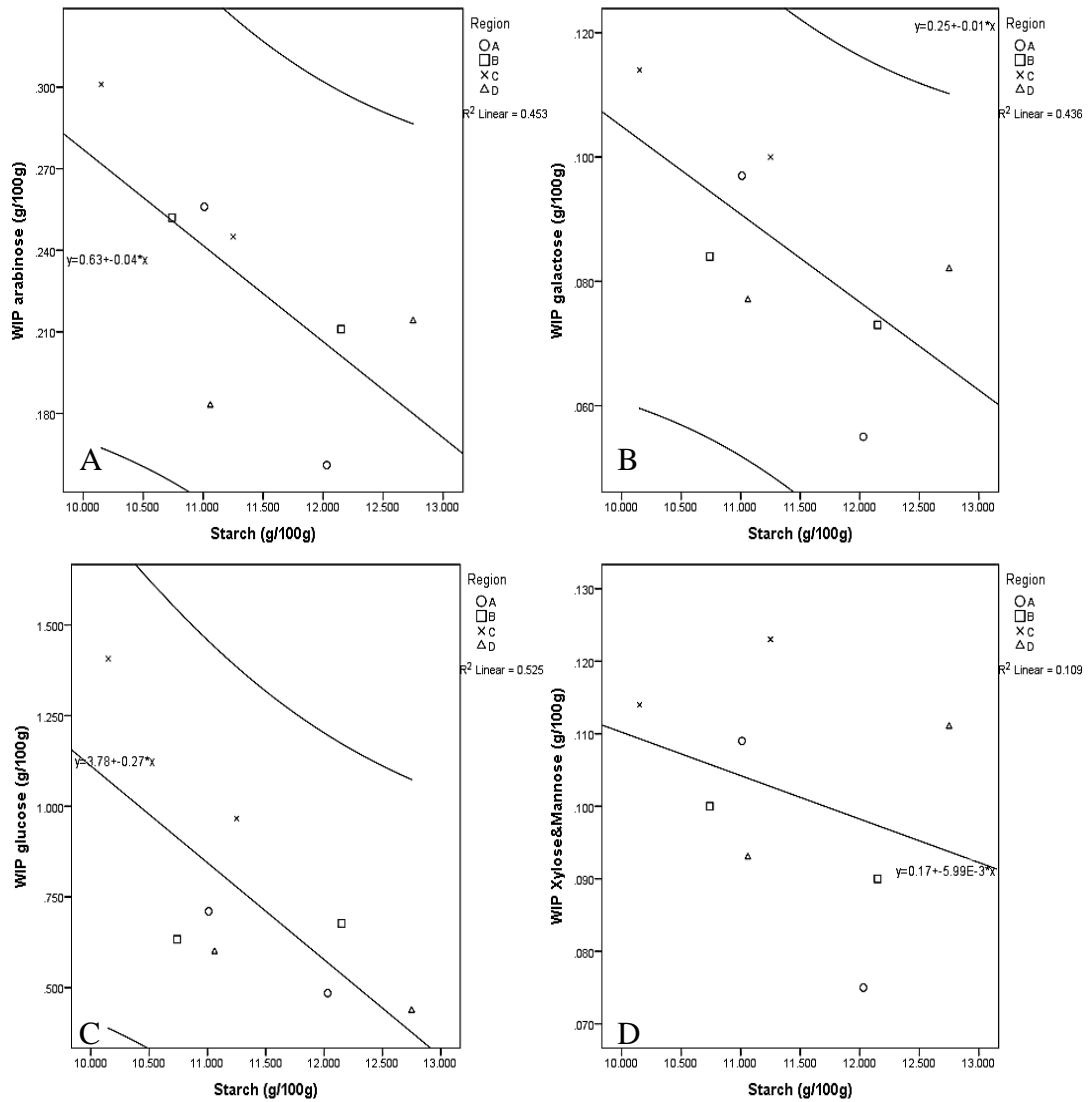 Region
A
B
C
D
R² Linear = 0.453
WIP arabinose (g/100g)
.300
.270
.240
.210
.180
y=0.63+-0.04*x
A
10.000 10.500 11.000 11.500 12.000 12.500 13.000
Starch (g/100g)
y=0.25+-0.01*x
Region
A
B
C
D
R² Linear = 0.436
WIP galactose (g/100g)
.120
.100
.080
.060
B
10.000 10.500 11.000 11.500 12.000 12.500 13.000
Starch (g/100g)
Region
A
B
C
D
R² Linear = 0.525
WIP glucose (g/100g)
1.500
1.250
1.000
.750
.500
y=3.78+-0.27*x
C
10.000 10.500 11.000 11.500 12.000 12.500 13.000
Starch (g/100g)
Region
A
B
C
D
R² Linear = 0.109
WIP Xylose&Mannose (g/100g)
.130
.120
.110
.100
.090
.080
.070
y=0.17+-5.99E-3*x
D
10.000 10.500 11.000 11.500 12.000 12.500 13.000
Starch (g/100g)